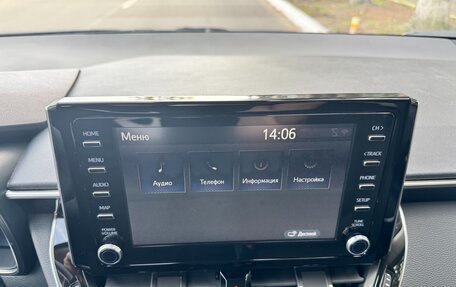 HOME
MENU
AUDIO
MAP
POWER
VOLUME
Меню
14:06
Аудио
Телефон
Информация
Настройка
Дисплей
CH>
<TRACK
PHONE
SETUP
TUNE
SCROLL